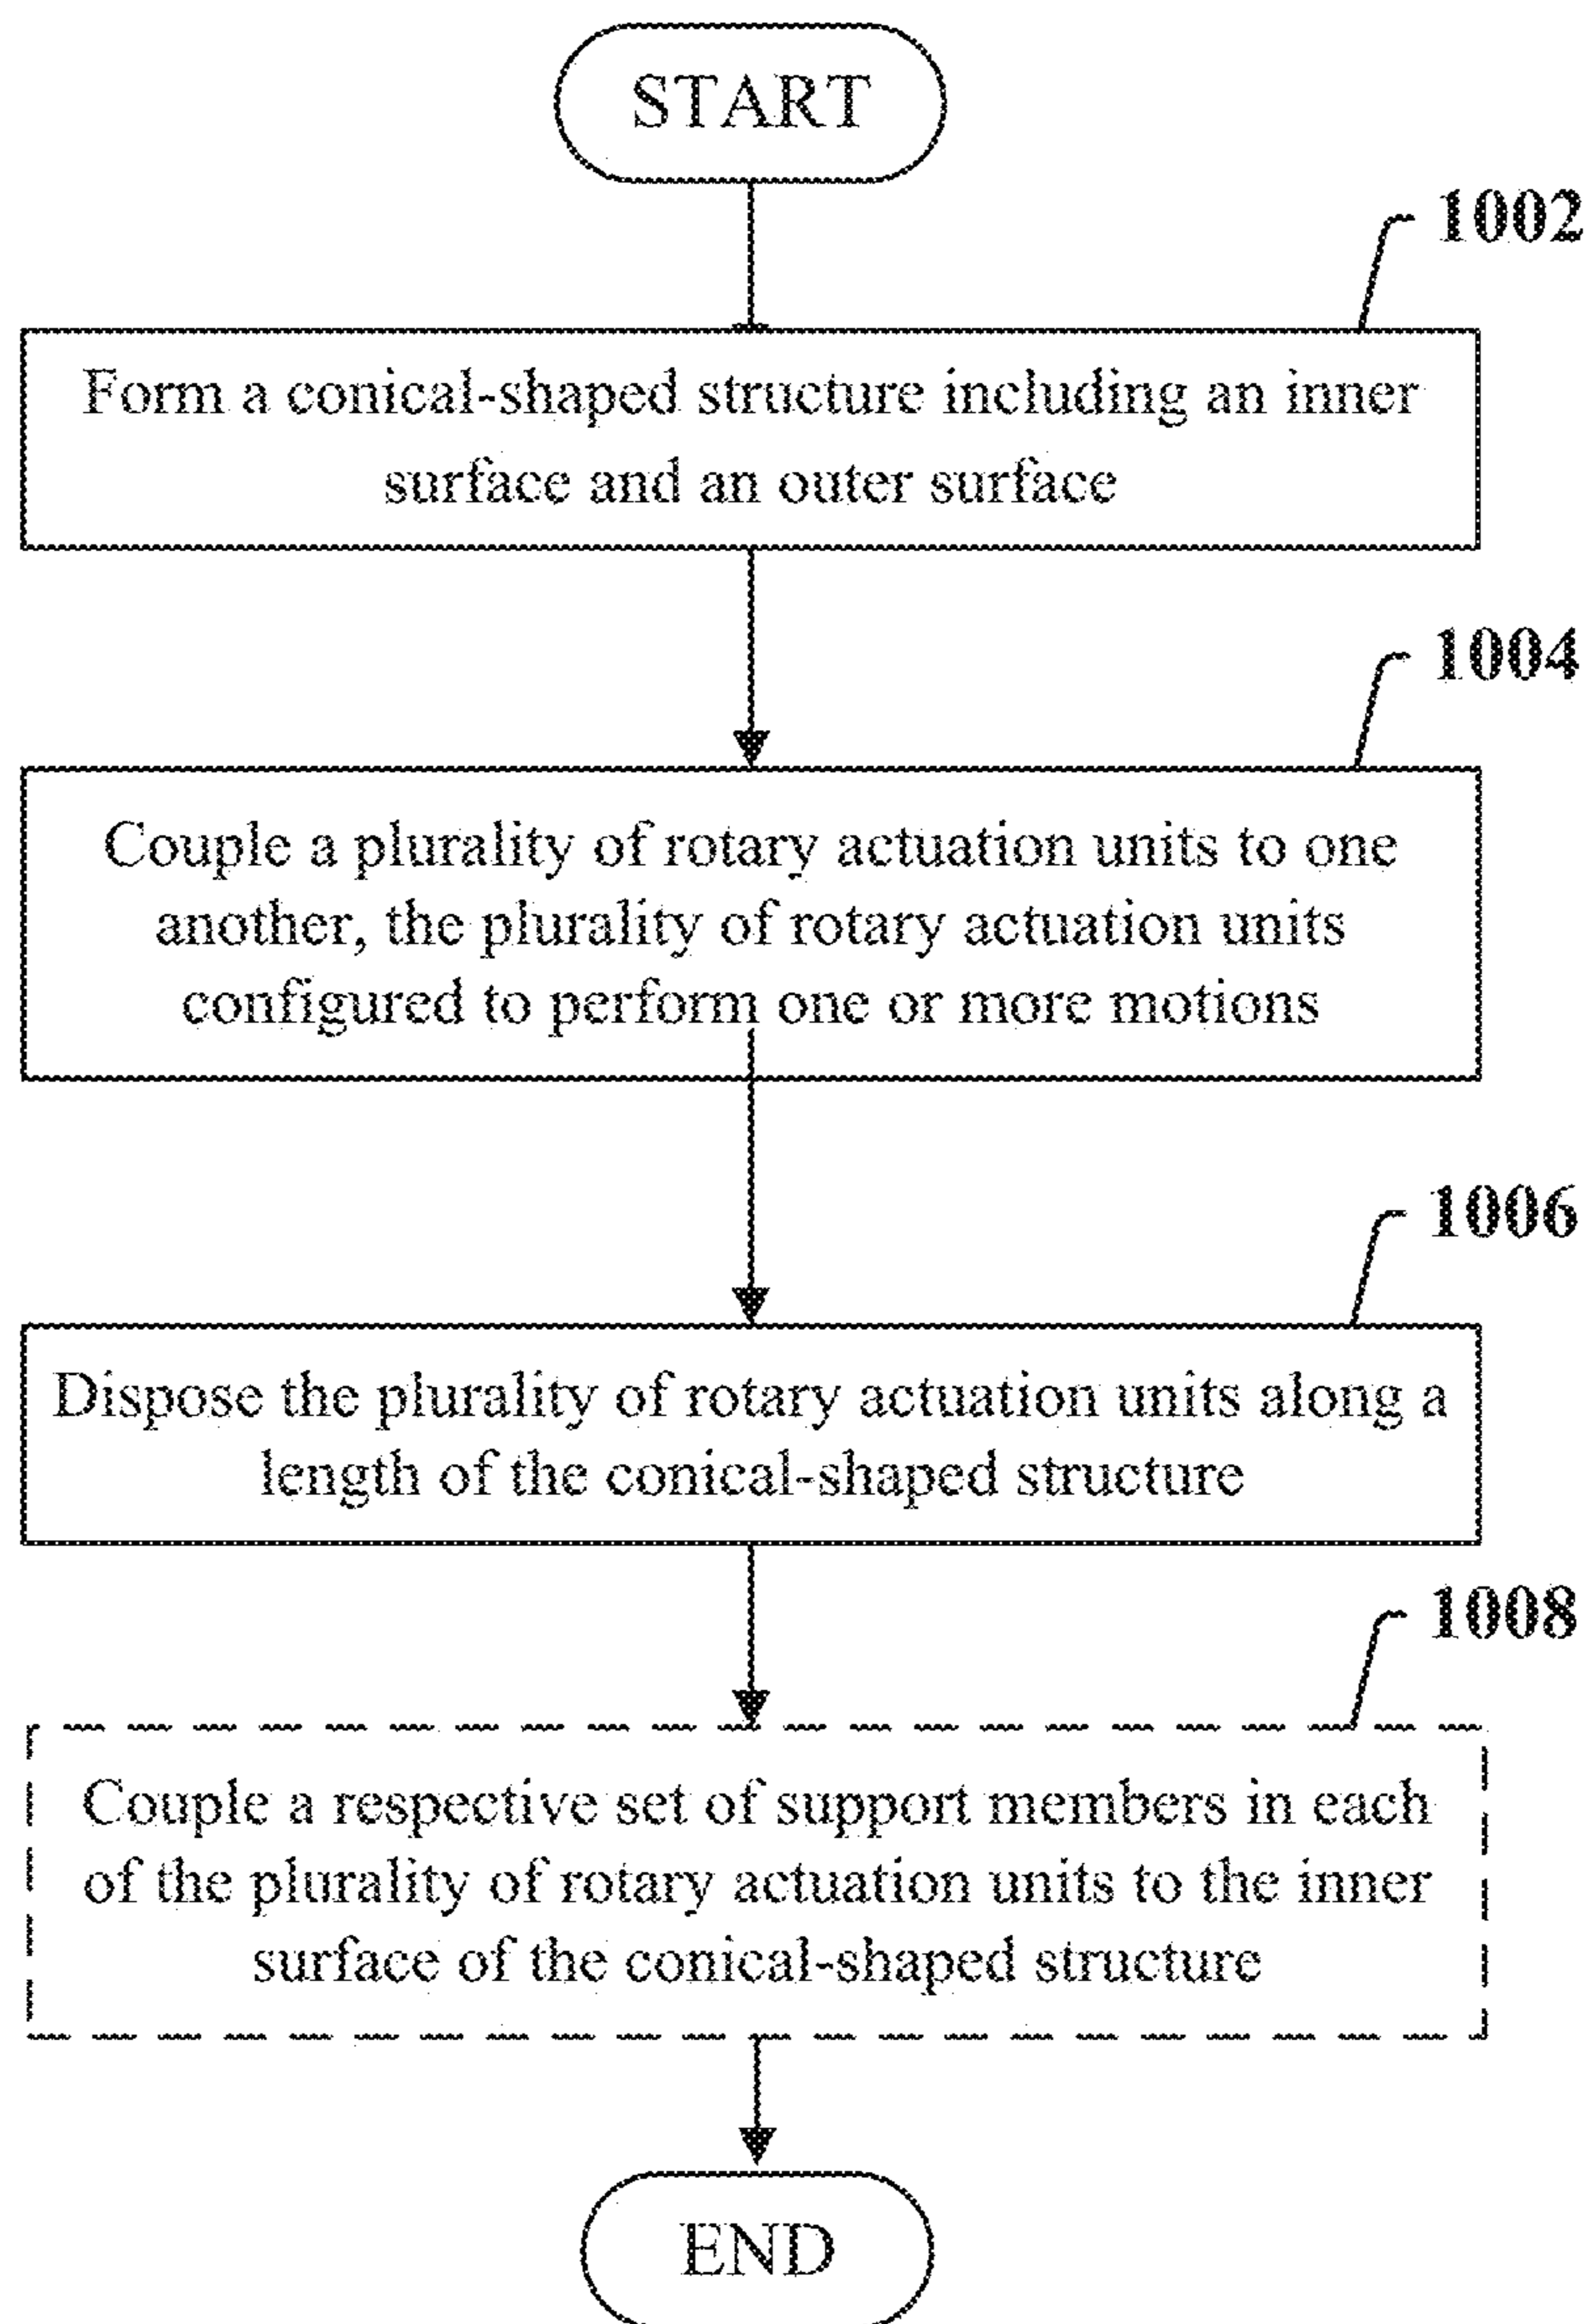 START
1002
Form a conical-shaped structure including an inner
surface and an outer surface
1004
Couple a plurality of rotary actuation units to one
another, the plurality of rotary actuation units
configured to perform one or more motions
1006
Dispose the plurality of rotary actuation units along a
length of the conical-shaped structure
1008
Couple a respective set of support members in each
of the plurality of rotary actuation units to the inner
surface of the conical-shaped structure
END